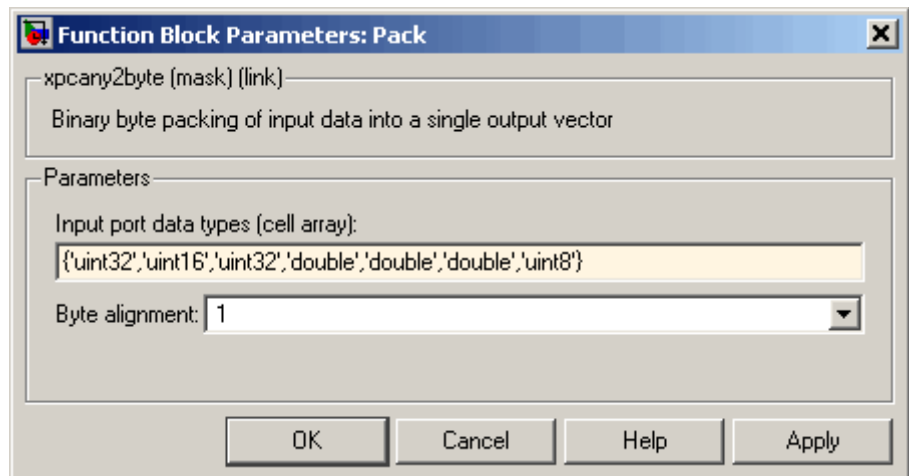 Function Block Parameters: Pack
xpcany2byte (mask) (link)
Binary byte packing of input data into a single output vector
Parameters
Input port data types (cell array):
{'uint32','uint16','uint32','double','double','double','uint8'}
Byte alignment: 1
OK Cancel Help Apply